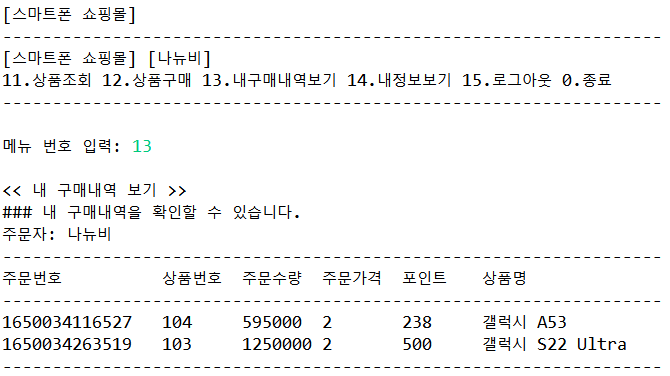 [스마트폰 쇼핑몰]
------------------------------------------------------------------
[스마트폰 쇼핑몰] [나뉴비]
11.상품조회 12.상품구매 13.내구매내역보기 14.내정보보기 15.로그아웃 0.종료
------------------------------------------------------------------
메뉴 번호 입력: 13
<< 내 구매내역 보기 >>
### 내 구매내역을 확인할 수 있습니다.
주문자: 나뉴비
------------------------------------------------------------------
주문번호 상품번호 주문수량 주문가격 포인트 상품명
------------------------------------------------------------------
1650034116527 104 595000 2 238 갤럭시 A53
1650034263519 103 1250000 2 500 갤럭시 S22 Ultra
------------------------------------------------------------------